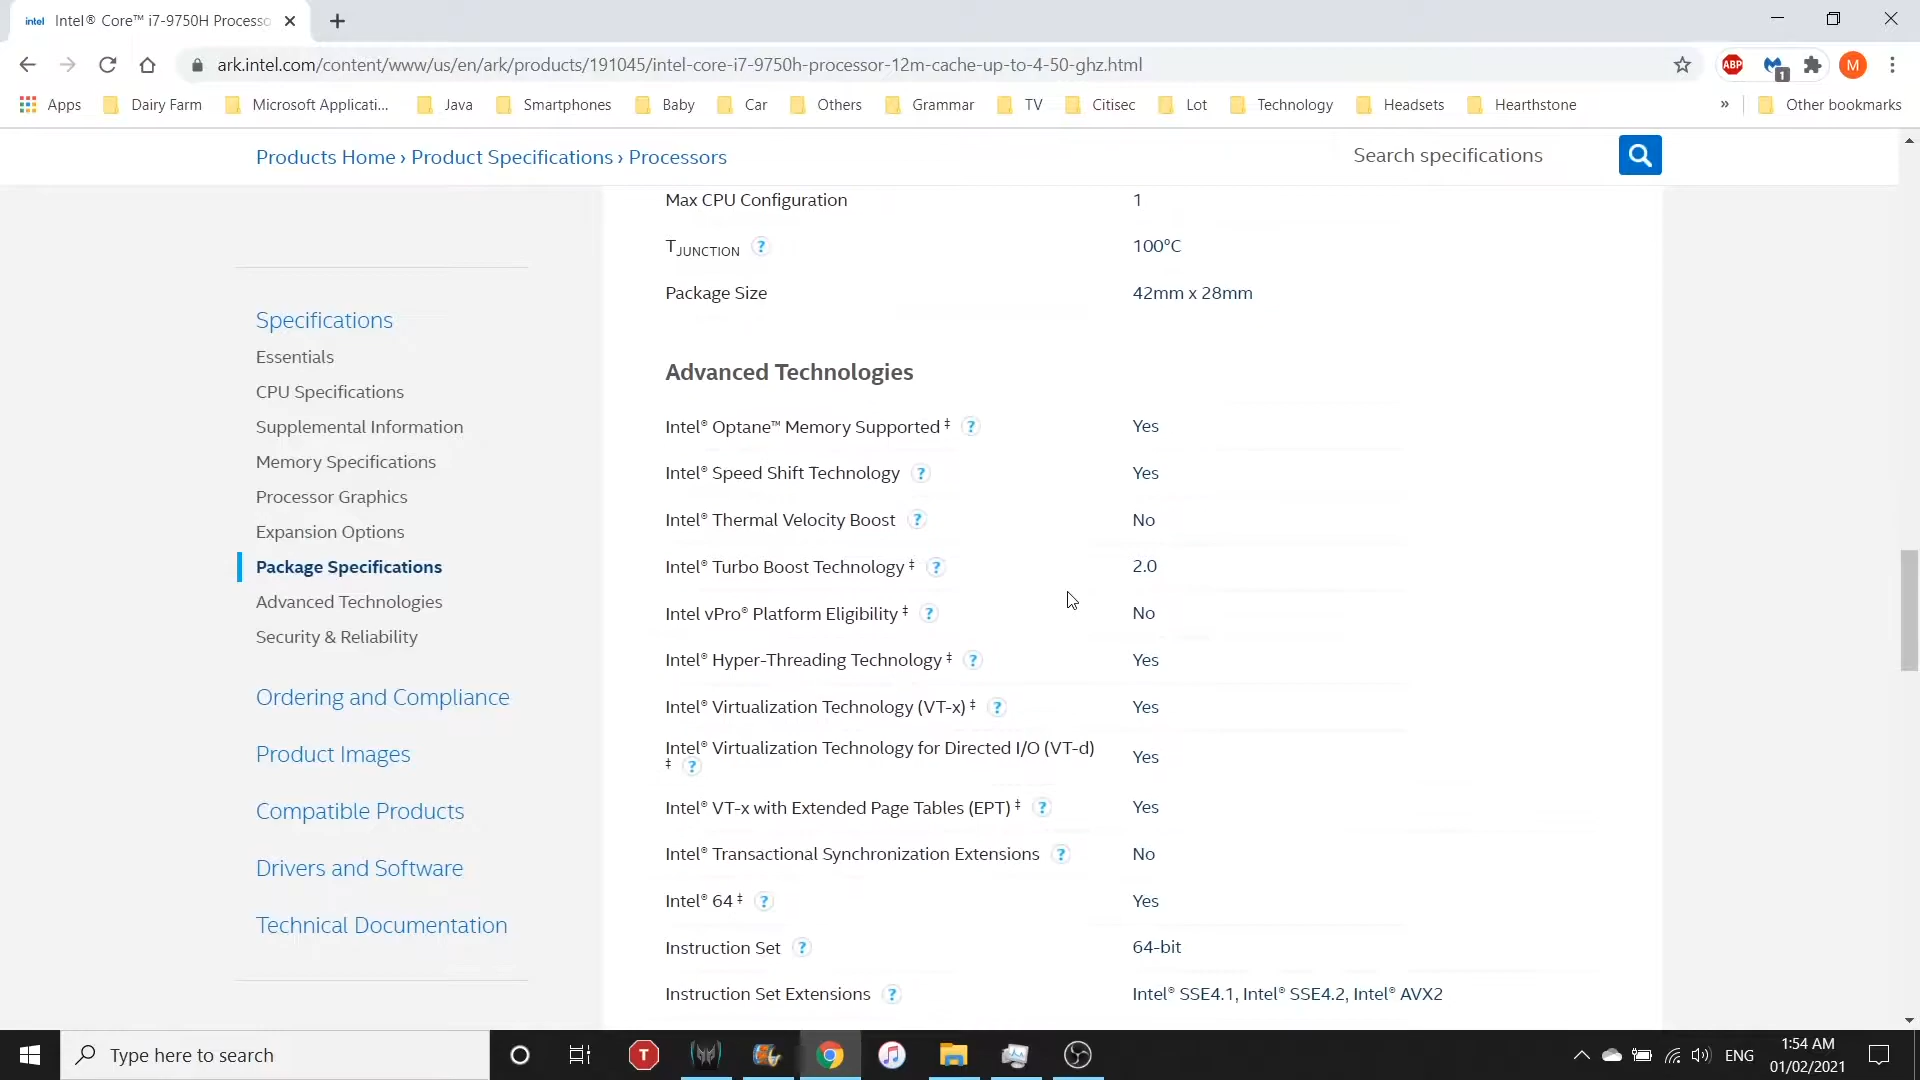 intel Intel® Core™ i7-9750H Processo
ark.intel.com/content/www/us/en/ark/products/191045/intel-core-i7-9750h-processor-12m-cache-up-to-4-50-ghz.html
ABP 1 M
Apps Dairy Farm Microsoft Applicati... Java Smartphones Baby Car Others Grammar TV Citisec Lot Technology Headsets Hearthstone » Other bookmarks
Products Home › Product Specifications › Processors
Search specifications
Max CPU Configuration 1
TJUNCTION ? 100°C
Package Size 42mm x 28mm
Specifications
Essentials
CPU Specifications
Supplemental Information
Memory Specifications
Processor Graphics
Expansion Options
Package Specifications
Advanced Technologies
Security & Reliability
Ordering and Compliance
Product Images
Compatible Products
Drivers and Software
Technical Documentation
Advanced Technologies
Intel® Optane™ Memory Supported ‡ ? Yes
Intel® Speed Shift Technology ? Yes
Intel® Thermal Velocity Boost ? No
Intel® Turbo Boost Technology ‡ ? 2.0
Intel vPro® Platform Eligibility ‡ ? No
Intel® Hyper-Threading Technology ‡ ? Yes
Intel® Virtualization Technology (VT-x) ‡ ? Yes
Intel® Virtualization Technology for Directed I/O (VT-d)
‡ ? Yes
Intel® VT-x with Extended Page Tables (EPT) ‡ ? Yes
Intel® Transactional Synchronization Extensions ? No
Intel® 64 ‡ ? Yes
Instruction Set ? 64-bit
Instruction Set Extensions ? Intel® SSE4.1, Intel® SSE4.2, Intel® AVX2
Type here to search
T
ENG
1:54 AM
01/02/2021